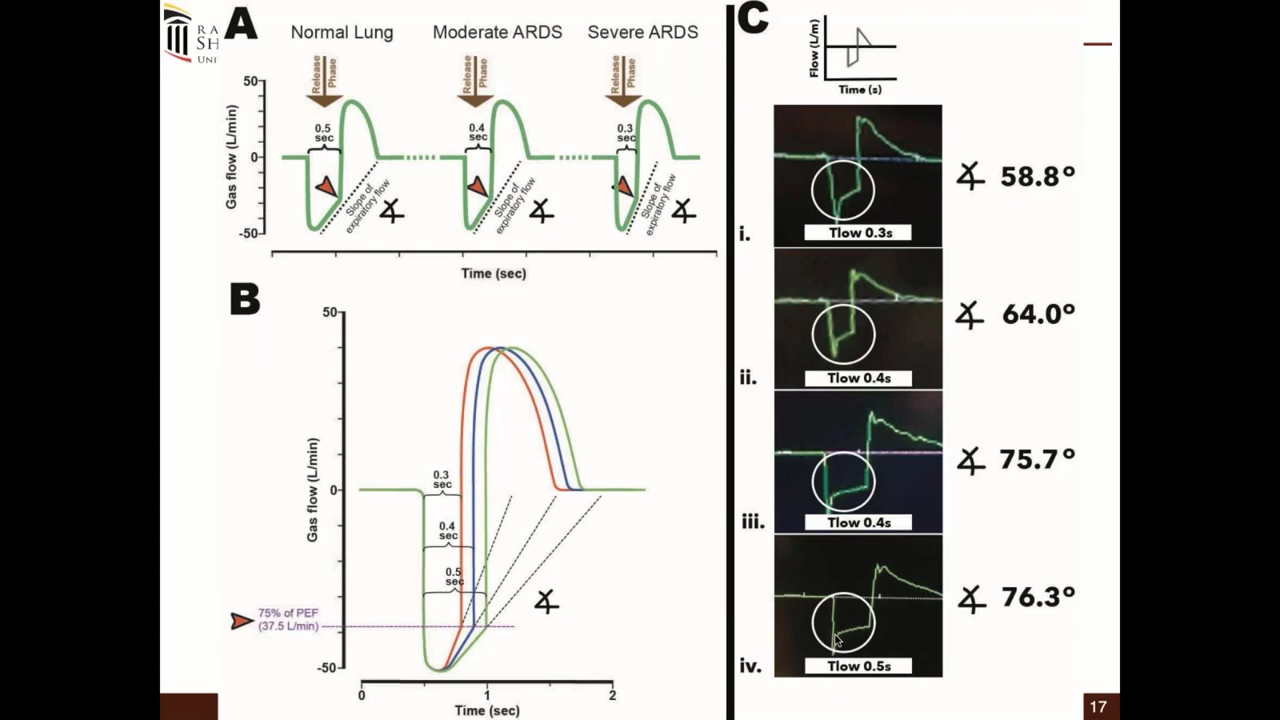 RA
SH
UNI
A
Normal Lung
Moderate ARDS
Severe ARDS
Release Phase
Release Phase
Release Phase
50
0
-50
Gas flow (L/min)
0.5 sec
0.4 sec
0.3 sec
Slope of expiratory flow
Slope of expiratory flow
Slope of expiratory flow
Time (sec)
B
50
0
-50
Gas flow (L/min)
0.3 sec
0.4 sec
0.5 sec
75% of PEF
(37.5 L/min)
0
1
2
Time (sec)
C
Flow (L/m)
Time (s)
i.
Tlow 0.3s
58.8°
ii.
Tlow 0.4s
64.0°
iii.
Tlow 0.4s
75.7°
iv.
Tlow 0.5s
76.3°
17